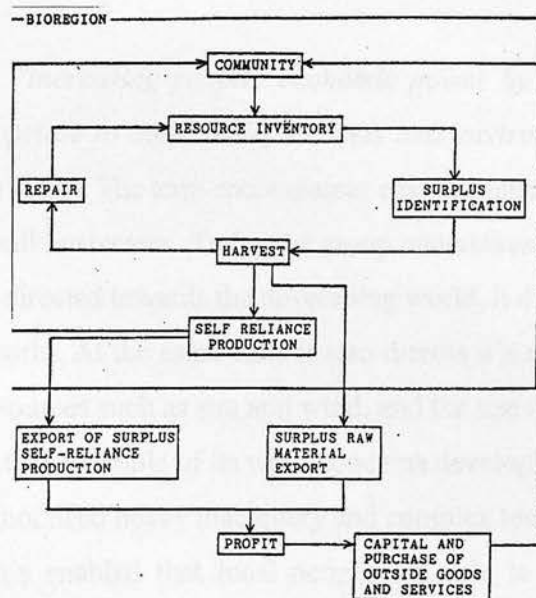 BIOREGION
COMMUNITY
RESOURCE INVENTORY
REPAIR
SURPLUS
IDENTIFICATION
HARVEST
SELF RELIANCE
PRODUCTION
EXPORT OF SURPLUS
SELF-RELIANCE
PRODUCTION
SURPLUS RAW
MATERIAL
EXPORT
PROFIT
CAPITAL AND
PURCHASE OF
OUTSIDE GOODS
AND SERVICES